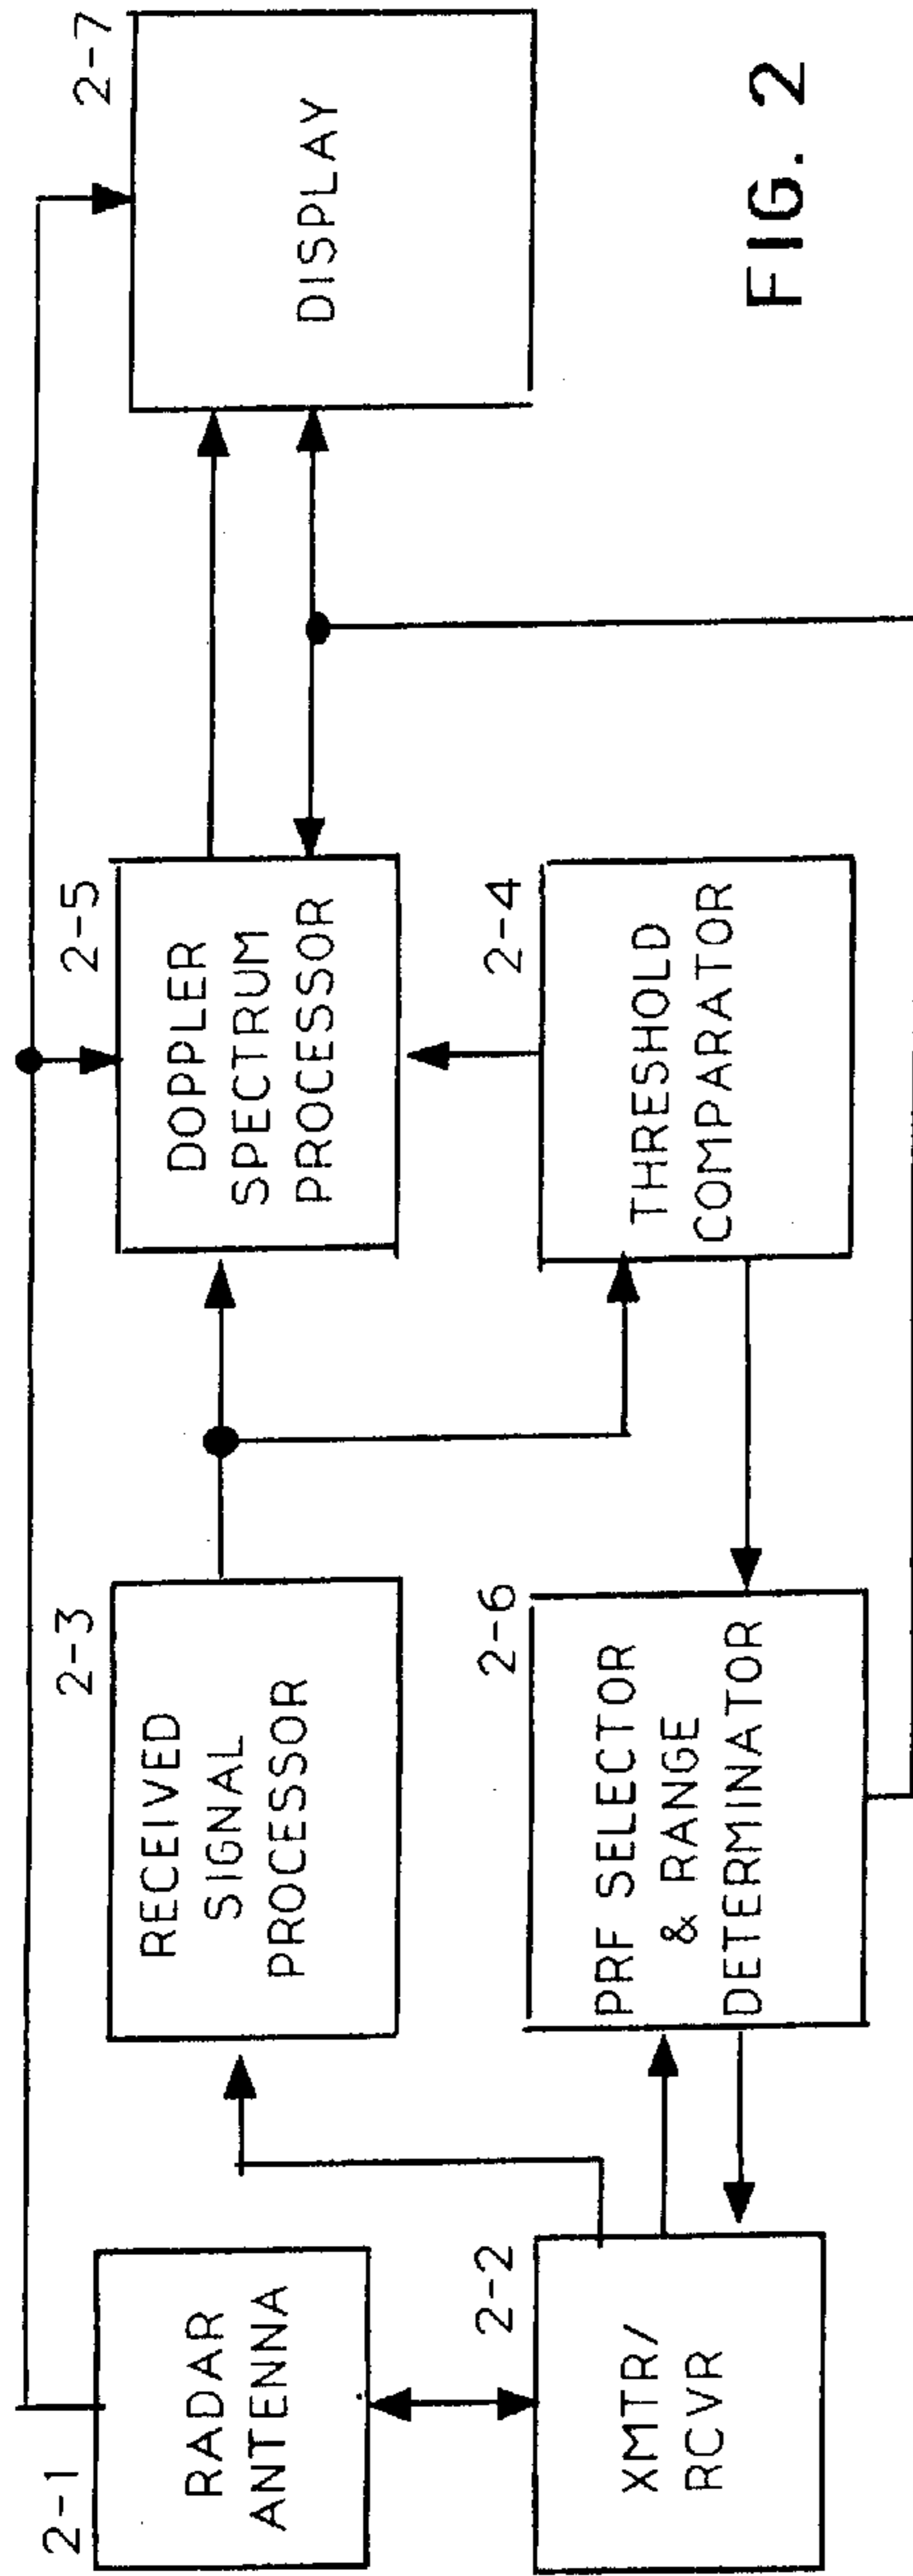 2-1
RADAR
ANTENNA
2-2
XMTR/
RCVR
2-3
RECEIVED
SIGNAL
PROCESSOR
2-6
PRF SELECTOR
& RANGE
DETERMINATOR
2-5
DOPPLER
SPECTRUM
PROCESSOR
2-4
THRESHOLD
COMPARATOR
2-7
DISPLAY
FIG. 2